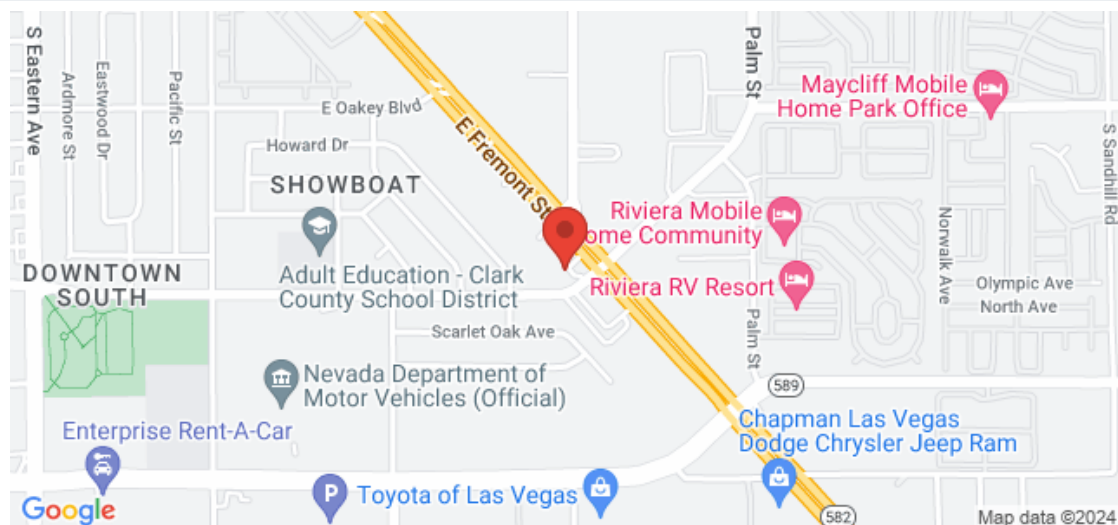 S Eastern Ave
Ardmore St
Eastwood Dr
Pacific St
E Oakey Blvd
Howard Dr
SHOWBOAT
E Fremont St
Palm St
Maycliff Mobile
Home Park Office
S Sandhill Rd
Riviera Mobile
ome Community
Riviera RV Resort
Norwalk Ave
Olympic Ave
North Ave
DOWNTOWN
SOUTH
Adult Education - Clark
County School District
Scarlet Oak Ave
Palm St
Nevada Department of
Motor Vehicles (Official)
589
Chapman Las Vegas
Dodge Chrysler Jeep Ram
Enterprise Rent-A-Car
P
Toyota of Las Vegas
582
Google
Map data ©2024